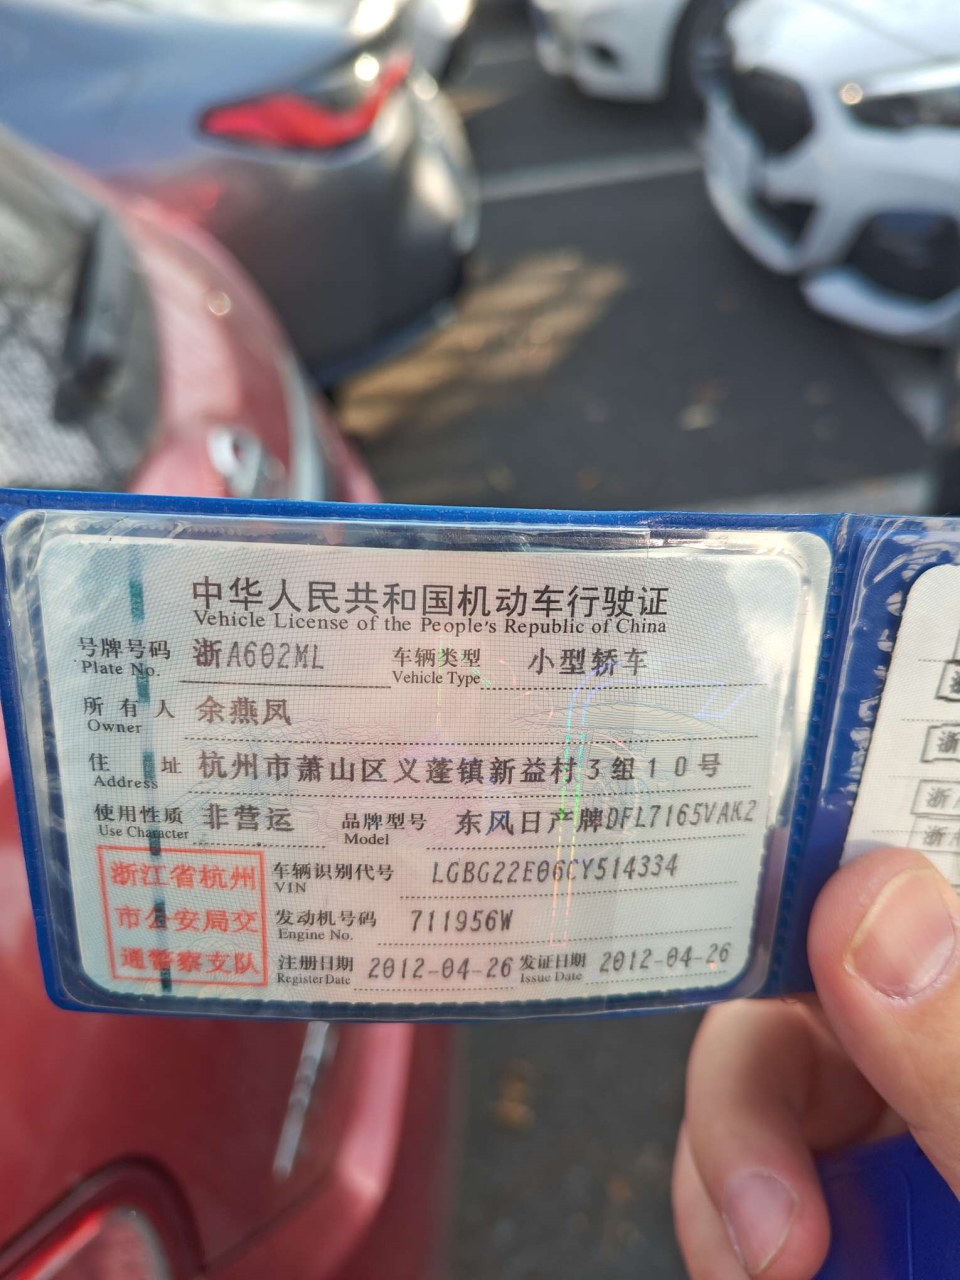 中华人民共和国机动车行驶证
Vehicle License of the People's Republic of China
号牌号码 浙A602ML 车辆类型 小型轿车
Plate No. Vehicle Type
所有人 余燕凤
Owner
住址 杭州市萧山区义蓬镇新益村3组10号
Address
使用性质 非营运 品牌型号 东风日产牌DFL7165VAK2
Use Character Model
浙江省杭州
市公安局交
通警察支队
车辆识别代号 LGBG22E06CY514334
VIN
发动机号码 711956W
Engine No.
注册日期 2012-04-26 发证日期 2012-04-26
Register Date Issue Date
浙
浙
浙